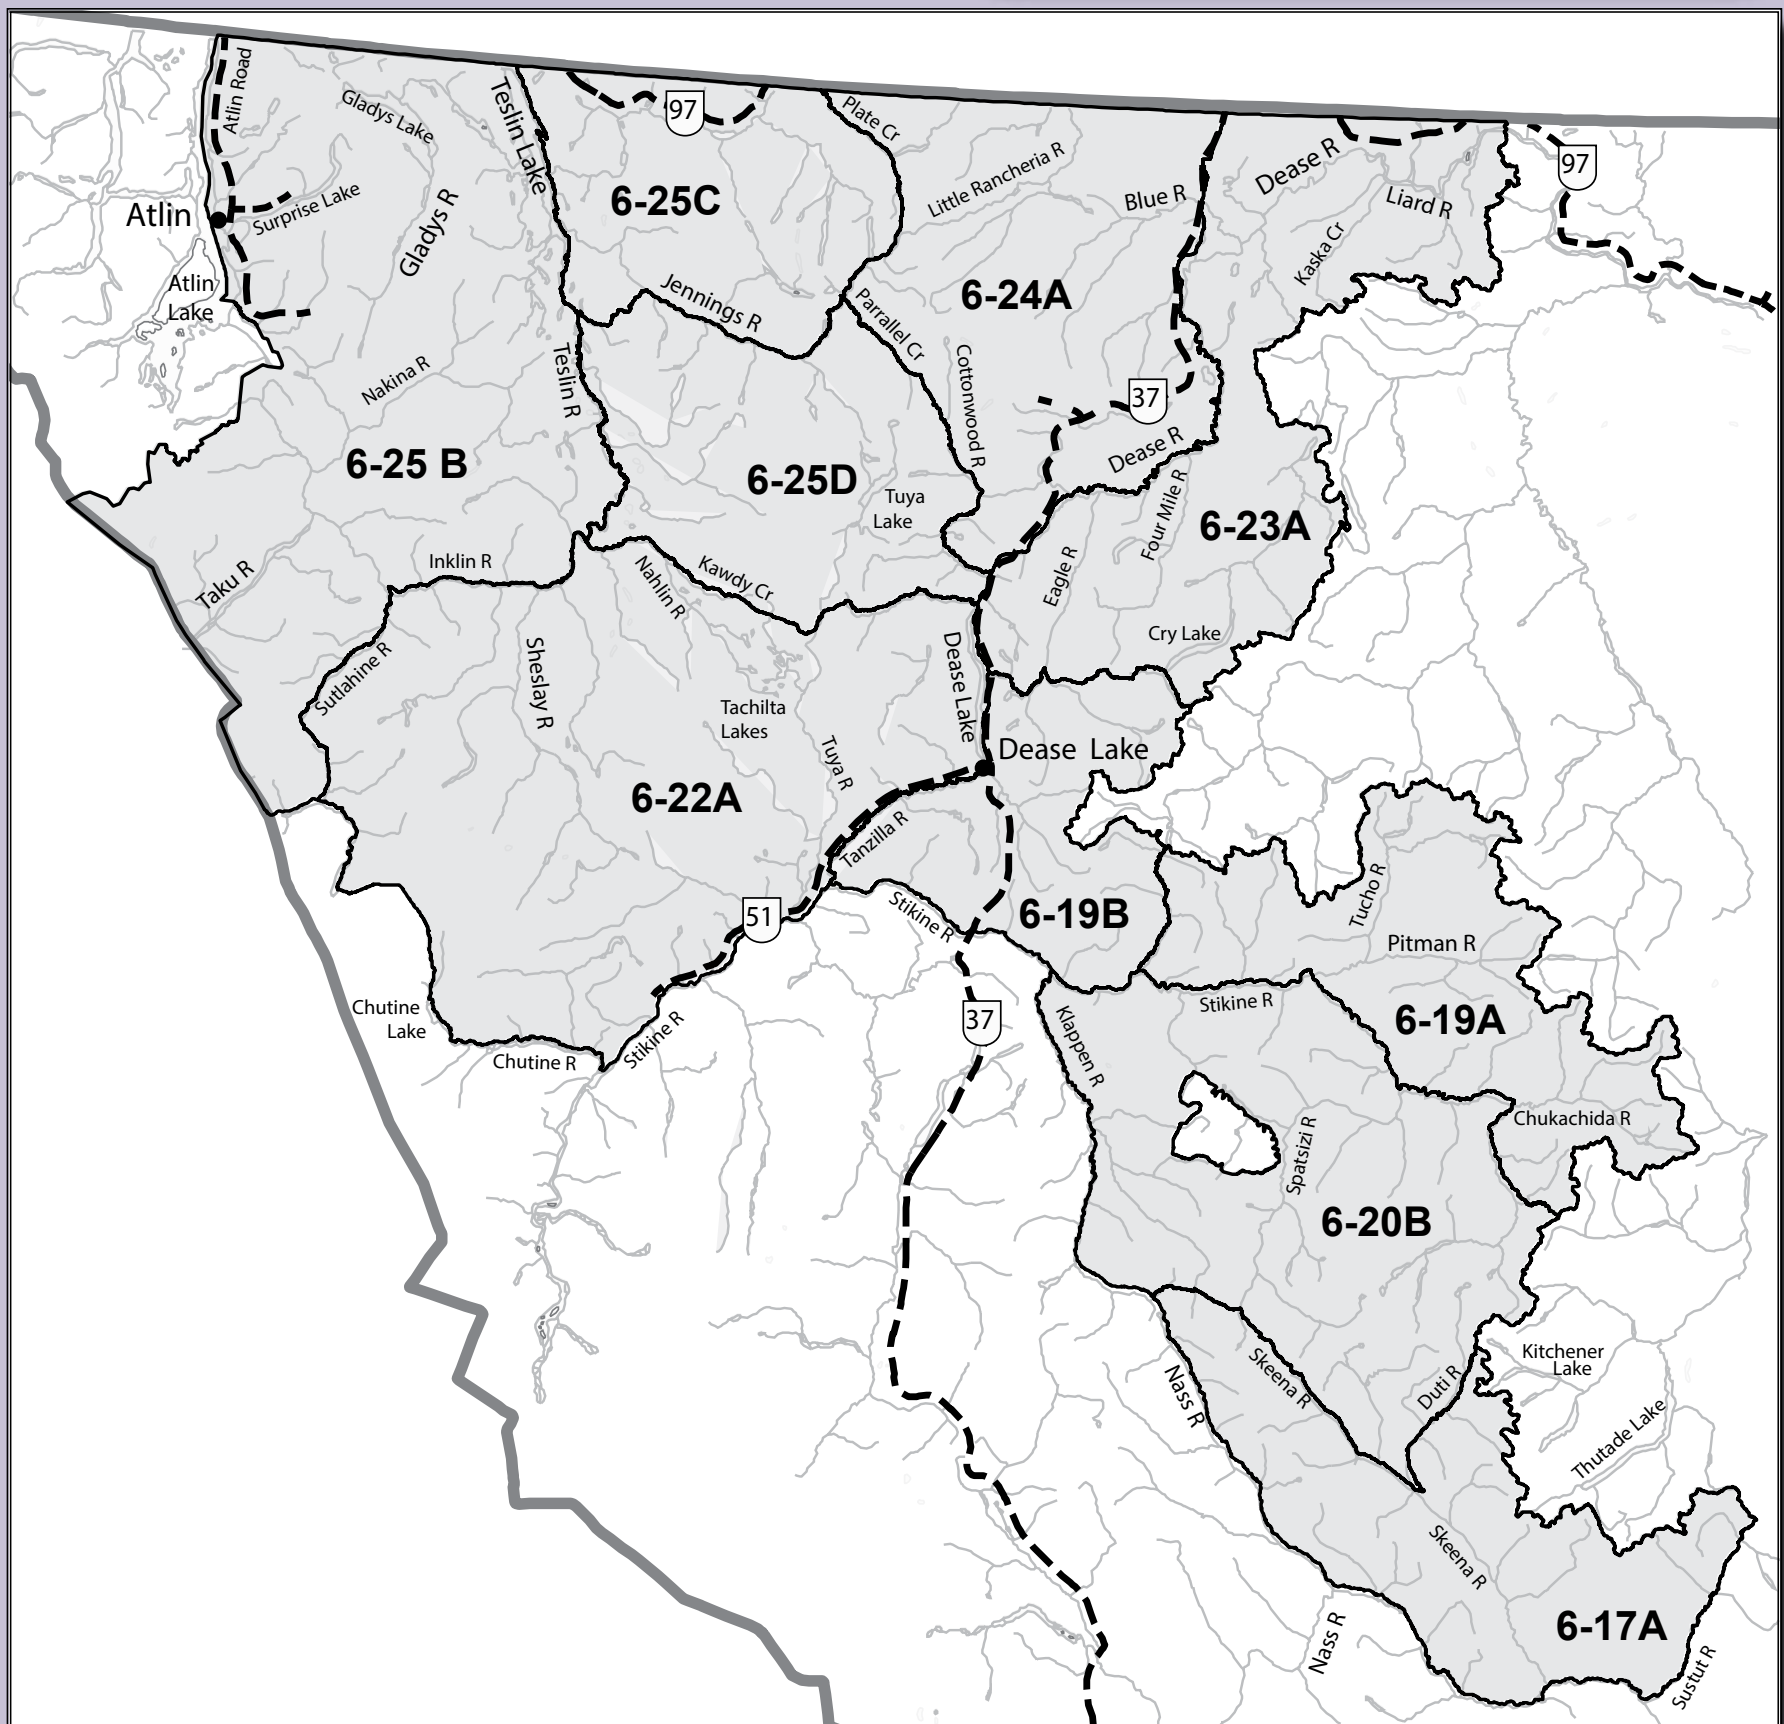 Atlin Road
Gladys Lake
Teslin Lake
97
Plate Cr
Little Rancheria R
Blue R
Dease R
Liard R
Kaska Cr
97
6-25C
Atlin
Surprise Lake
Gladys R
Atlin
Lake
Jennings R
6-24A
Parrallel Cr
Cottonwood R
Nakina R
Teslin R
37
Dease R
6-25 B
6-25D
Tuya
Lake
Four Mile R
6-23A
Eagle R
Inklin R
Taku R
Nahlin R
Kawdy Cr
Cry Lake
Sutlahine R
Sheslay R
Dease Lake
Tachilta
Lakes
Tuya R
Dease Lake
6-22A
Tanzilla R
51
Stikine R
6-19B
Tucho R
Pitman R
Chutine
Lake
Chutine R
Stikine R
37
Klappen R
Stikine R
6-19A
Chukachida R
Spatsizi R
6-20B
Nass R
Skeena R
Duti R
Kitchener
Lake
Thutade Lake
Skeena R
Nass R
6-17A
Sustut R